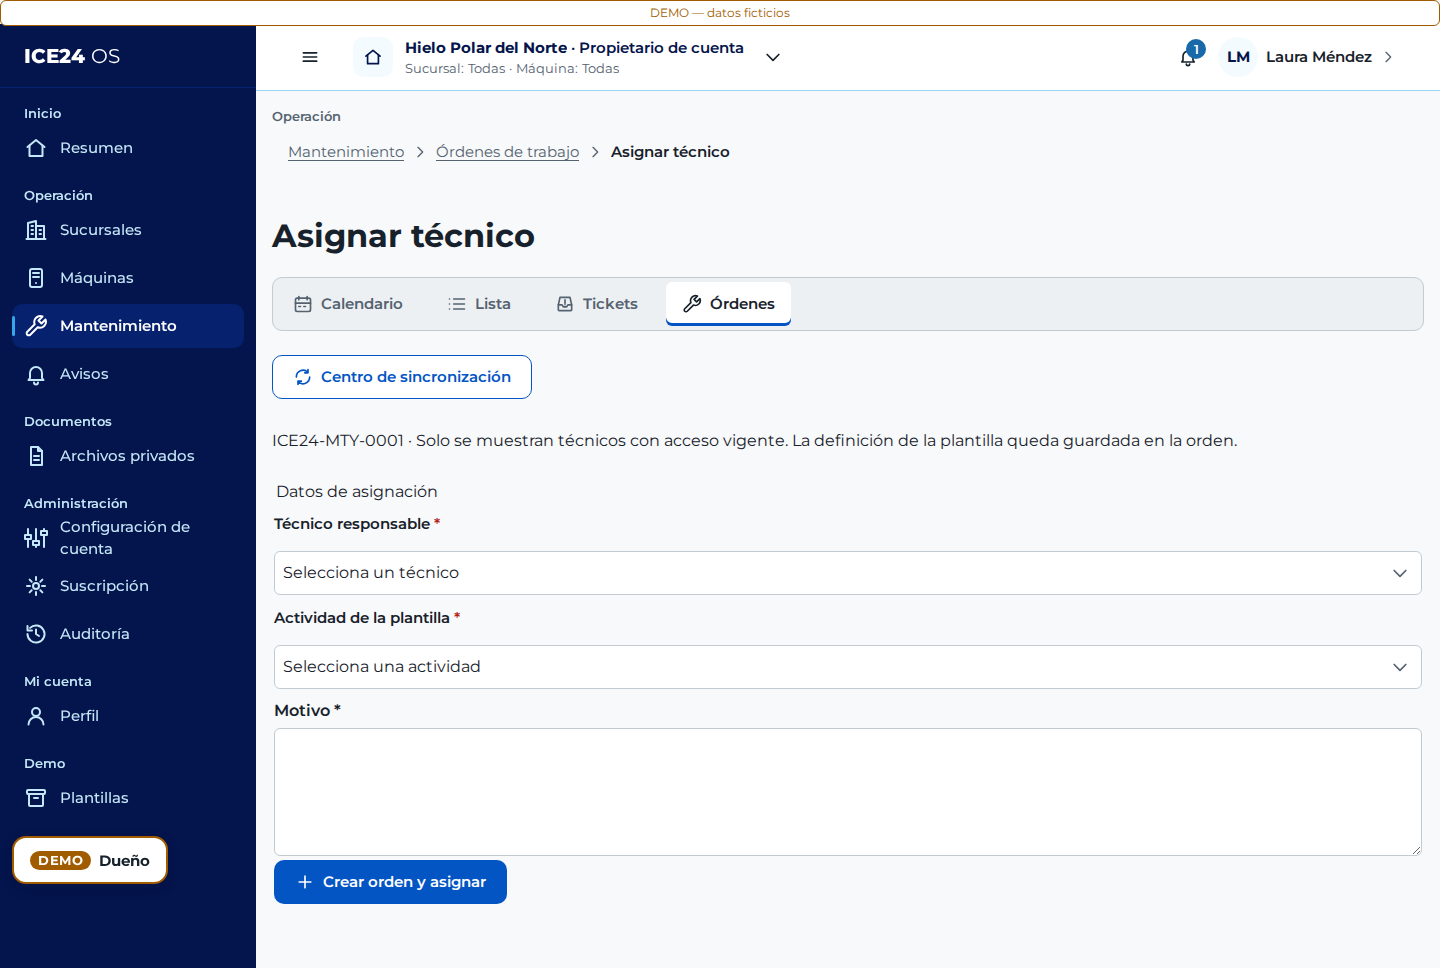 DEMO — datos ficticios
ICE24 OS
Inicio
Resumen
Operación
Sucursales
Máquinas
Mantenimiento
Avisos
Documentos
Archivos privados
Administración
Configuración de
cuenta
Suscripción
Auditoría
Mi cuenta
Perfil
Demo
Plantillas
DEMO Dueño
Hielo Polar del Norte · Propietario de cuenta
Sucursal: Todas · Máquina: Todas
1
LM Laura Méndez
Operación
Mantenimiento > Órdenes de trabajo > Asignar técnico
Asignar técnico
Calendario Lista Tickets Órdenes
Centro de sincronización
ICE24-MTY-0001 · Solo se muestran técnicos con acceso vigente. La definición de la plantilla queda guardada en la orden.
Datos de asignación
Técnico responsable *
Selecciona un técnico
Actividad de la plantilla *
Selecciona una actividad
Motivo *
Crear orden y asignar